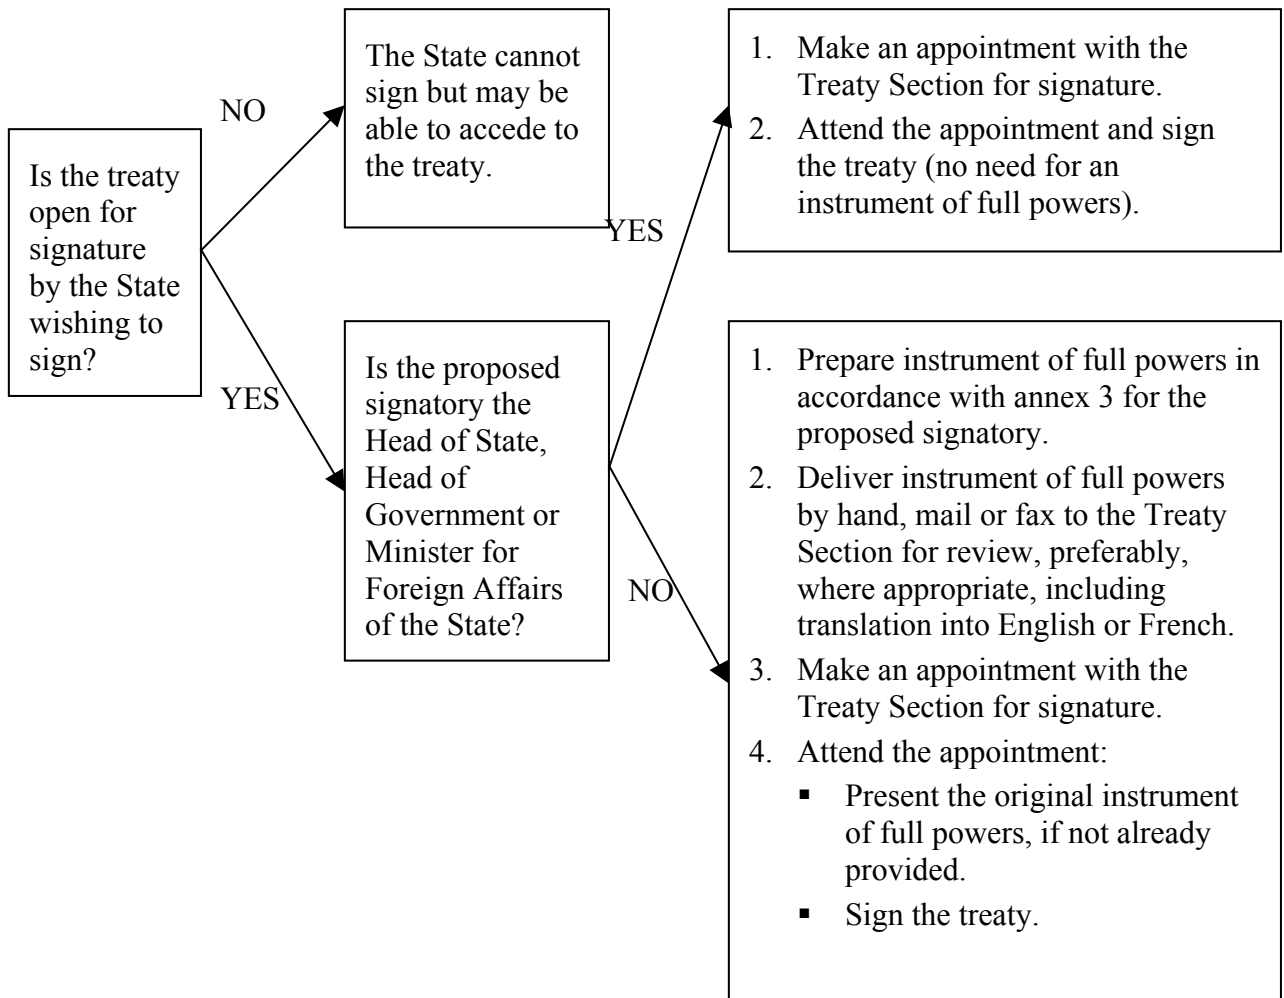 Is the treaty
open for
signature
by the State
wishing to
sign?
NO
YES
The State cannot
sign but may be
able to accede to
the treaty.
Is the proposed
signatory the
Head of State,
Head of
Government or
Minister for
Foreign Affairs
of the State?
YES
NO
1. Make an appointment with the
Treaty Section for signature.
2. Attend the appointment and sign
the treaty (no need for an
instrument of full powers).
1. Prepare instrument of full powers in
accordance with annex 3 for the
proposed signatory.
2. Deliver instrument of full powers
by hand, mail or fax to the Treaty
Section for review, preferably,
where appropriate, including
translation into English or French.
3. Make an appointment with the
Treaty Section for signature.
4. Attend the appointment:
▪ Present the original instrument
of full powers, if not already
provided.
▪ Sign the treaty.